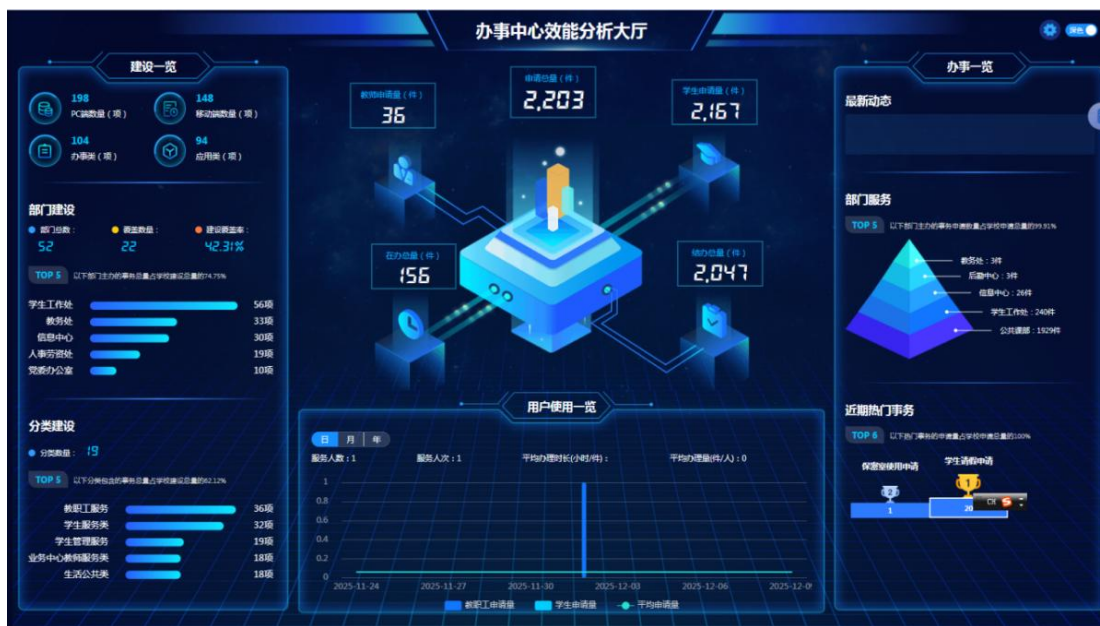 办事中心效能分析大厅
深色
建设一览
198
PC端数量（项）
148
移动端数量（项）
104
办事类（项）
94
应用类（项）
部门建设
部门总数：
52
覆盖数量：
22
建设覆盖率：
42.31%
TOP 5 以下部门主办的事务总量占学校建设总量的74.75%
学生工作处 56项
教务处 33项
信息中心 30项
人事劳资处 19项
党委办公室 10项
分类建设
分类数量： 19
TOP 5 以下分类包含的事务总量占学校建设总量的62.12%
教职工服务 36项
学生服务类 32项
学生管理服务 19项
业务中心教师服务类 18项
生活公共类 18项
教师申请量（件）
36
申请总量（件）
2,203
学生申请量（件）
2,167
在办总量（件）
156
结办总量（件）
2,047
用户使用一览
日 月 年
服务人数：1 服务人次：1 平均办理时长(小时/件)： 平均办理量(件/人)：0
1
0.8
0.6
0.4
0.2
0
2025-11-24 2025-11-27 2025-11-30 2025-12-03 2025-12-06
教职工申请量 学生申请量 平均申请量
办事一览
最新动态
部门服务
TOP 5 以下部门主办的事务申请数量占学校申请总量的99.91%
教务处：3件
后勤中心：3件
信息中心：26件
学生工作处：240件
公共课部：1929件
近期热门事务
TOP 6 以下热门事务的申请量占学校申请总量的100%
学生请假申请
1
2
1
20
CH